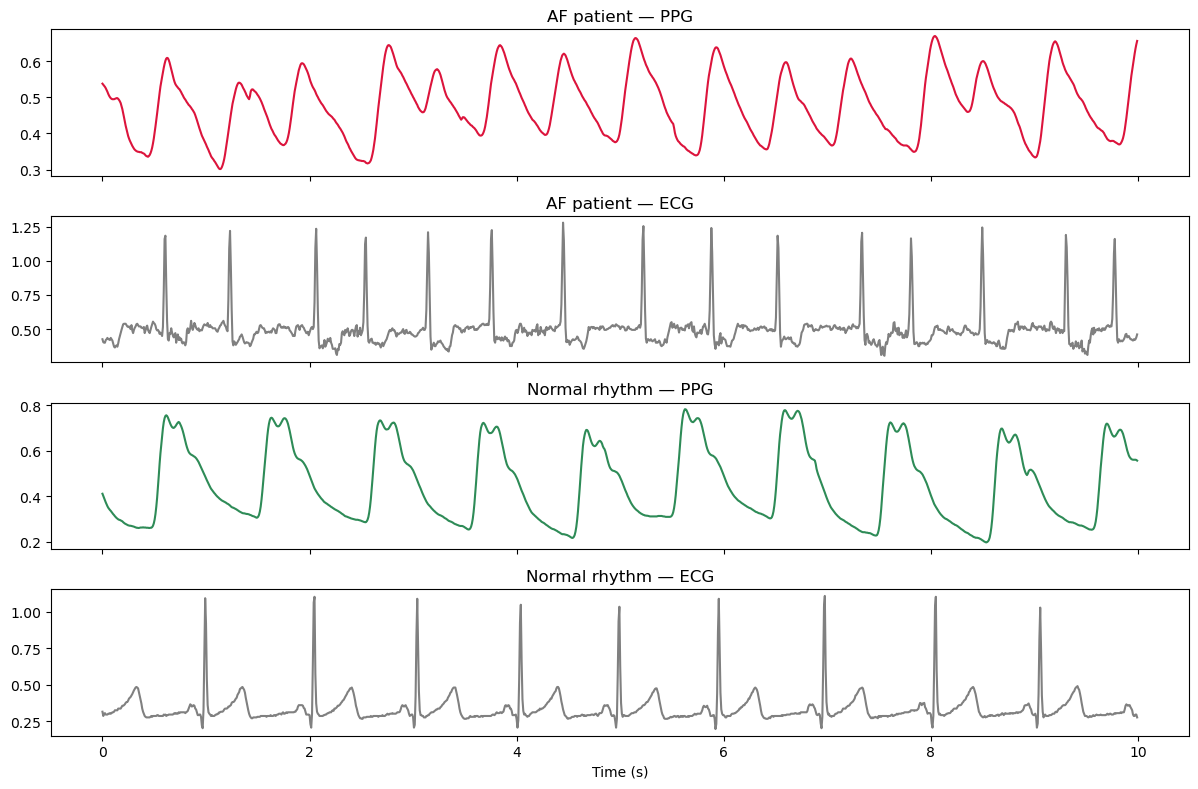 AF patient — PPG
0.6
0.5
0.4
0.3
AF patient — ECG
1.25
1.00
0.75
0.50
Normal rhythm — PPG
0.8
0.6
0.4
0.2
Normal rhythm — ECG
1.00
0.75
0.50
0.25
0 2 4 6 8 10
Time (s)